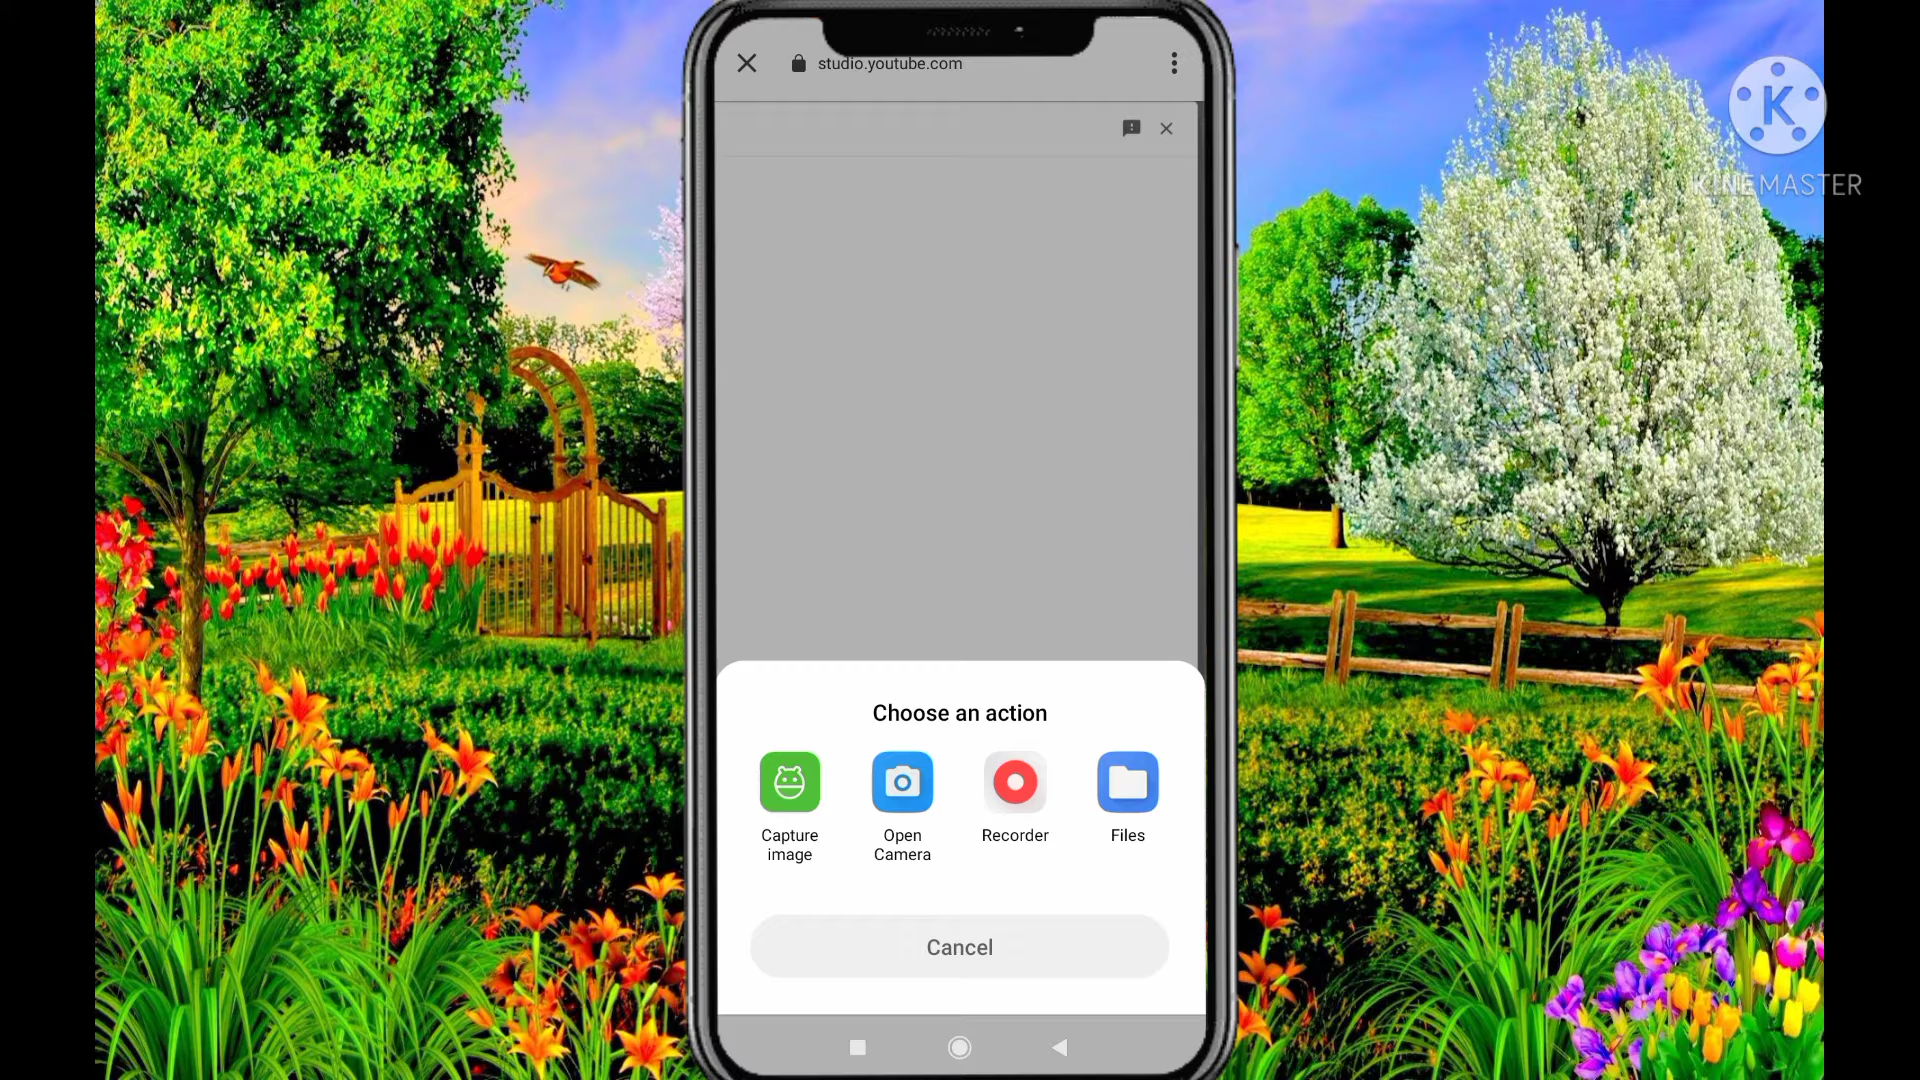 studio.youtube.com
K
KINEMASTER
Choose an action
Capture
image
Open
Camera
Recorder
Files
Cancel